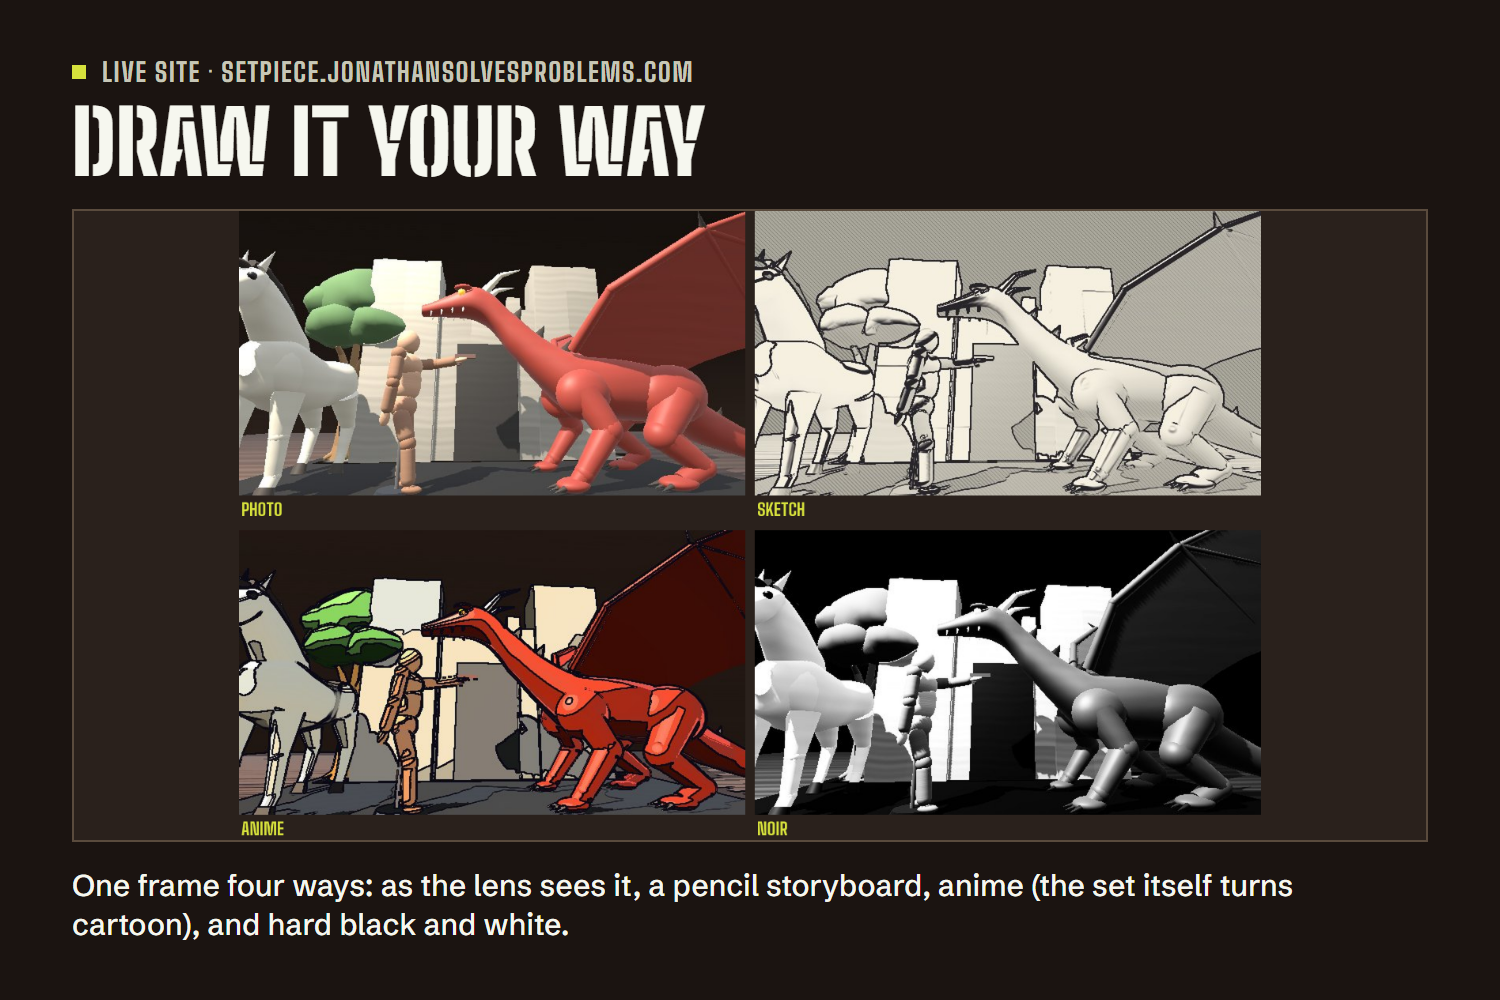 LIVE SITE · SETPIECE.JONATHANSOLVESPROBLEMS.COM
DRAW IT YOUR WAY
PHOTO
SKETCH
ANIME
NOIR
One frame four ways: as the lens sees it, a pencil storyboard, anime (the set itself turns
cartoon), and hard black and white.